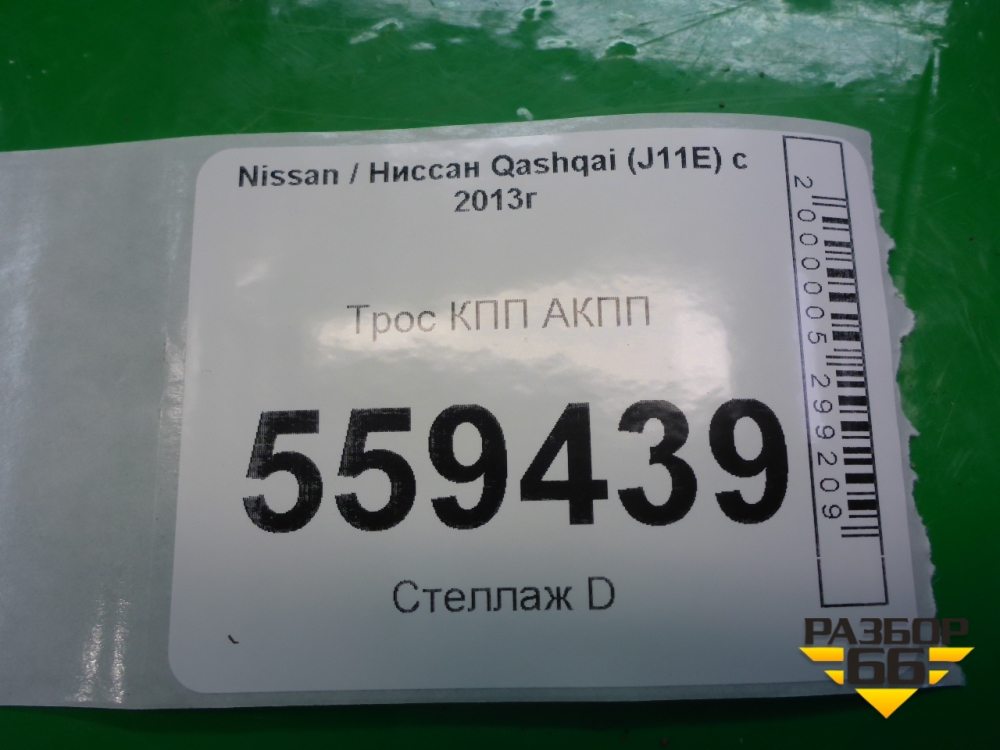 Nissan / Ниссан Qashqai (J11E) с
2013г
Трос КПП АКПП
559439
Стеллаж D
2000005299209
РАЗБОР
66